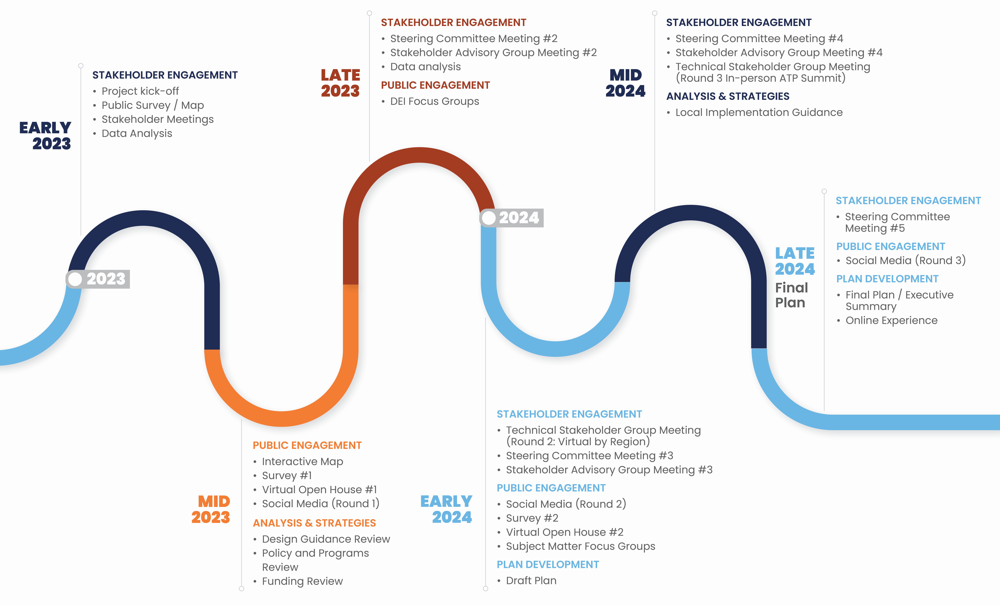 EARLY
2023
STAKEHOLDER ENGAGEMENT
• Project kick-off
• Public Survey / Map
• Stakeholder Meetings
• Data Analysis
2023
MID
2023
PUBLIC ENGAGEMENT
• Interactive Map
• Survey #1
• Virtual Open House #1
• Social Media (Round 1)
ANALYSIS & STRATEGIES
• Design Guidance Review
• Policy and Programs
Review
• Funding Review
LATE
2023
STAKEHOLDER ENGAGEMENT
• Steering Committee Meeting #2
• Stakeholder Advisory Group Meeting #2
• Data analysis
PUBLIC ENGAGEMENT
• DEI Focus Groups
2024
EARLY
2024
STAKEHOLDER ENGAGEMENT
• Technical Stakeholder Group Meeting
(Round 2: Virtual by Region)
• Steering Committee Meeting #3
• Stakeholder Advisory Group Meeting #3
PUBLIC ENGAGEMENT
• Social Media (Round 2)
• Survey #2
• Virtual Open House #2
• Subject Matter Focus Groups
PLAN DEVELOPMENT
• Draft Plan
MID
2024
STAKEHOLDER ENGAGEMENT
• Steering Committee Meeting #4
• Stakeholder Advisory Group Meeting #4
• Technical Stakeholder Group Meeting
(Round 3 In-person ATP Summit)
ANALYSIS & STRATEGIES
• Local Implementation Guidance
LATE
2024
Final
Plan
STAKEHOLDER ENGAGEMENT
• Steering Committee
Meeting #5
PUBLIC ENGAGEMENT
• Social Media (Round 3)
PLAN DEVELOPMENT
• Final Plan / Executive
Summary
• Online Experience